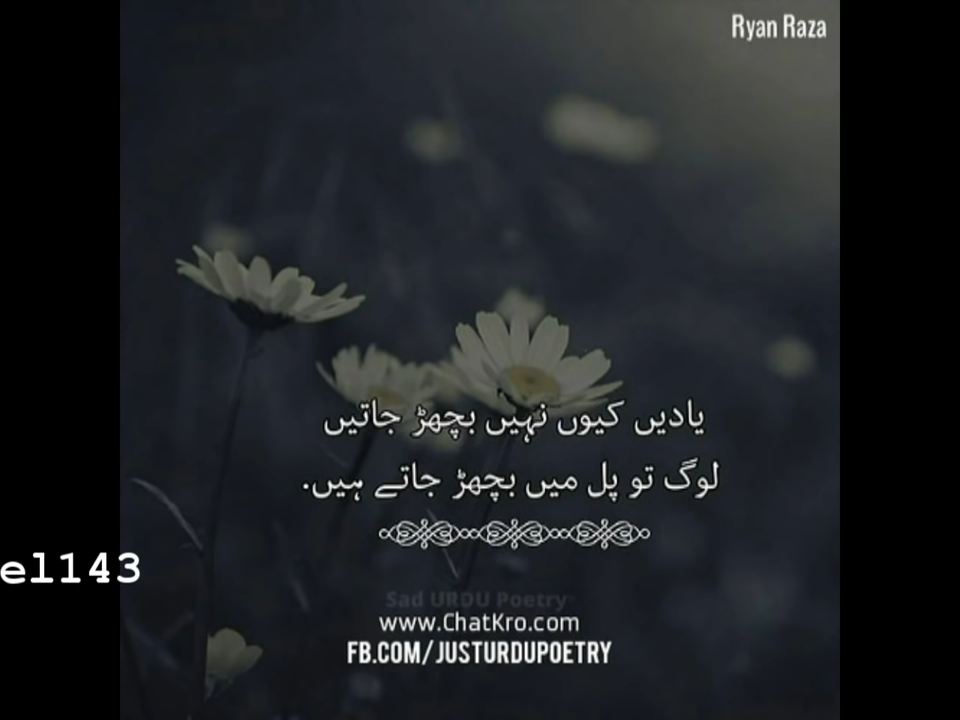 Ryan Raza
یادیں کیوں نہیں بچھڑ جاتیں
لوگ تو پل میں بچھڑ جاتے ہیں.
el143
Sad URDU Poetry
www.ChatKro.com
FB.COM/JUSTURDUPOETRY